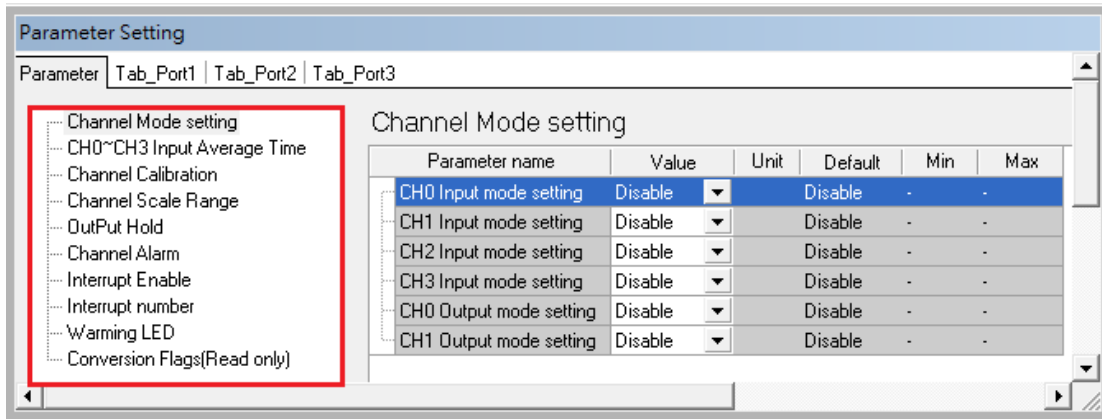 Parameter Setting
Parameter Tab_Port1 Tab_Port2 Tab_Port3
Channel Mode setting
CH0~CH3 Input Average Time
Channel Calibration
Channel Scale Range
OutPut Hold
Channel Alarm
Interrupt Enable
Interrupt number
Warming LED
Conversion Flags(Read only)
Channel Mode setting
Parameter name Value Unit Default Min Max
CH0 Input mode setting Disable Disable - -
CH1 Input mode setting Disable Disable - -
CH2 Input mode setting Disable Disable - -
CH3 Input mode setting Disable Disable - -
CH0 Output mode setting Disable Disable - -
CH1 Output mode setting Disable Disable - -